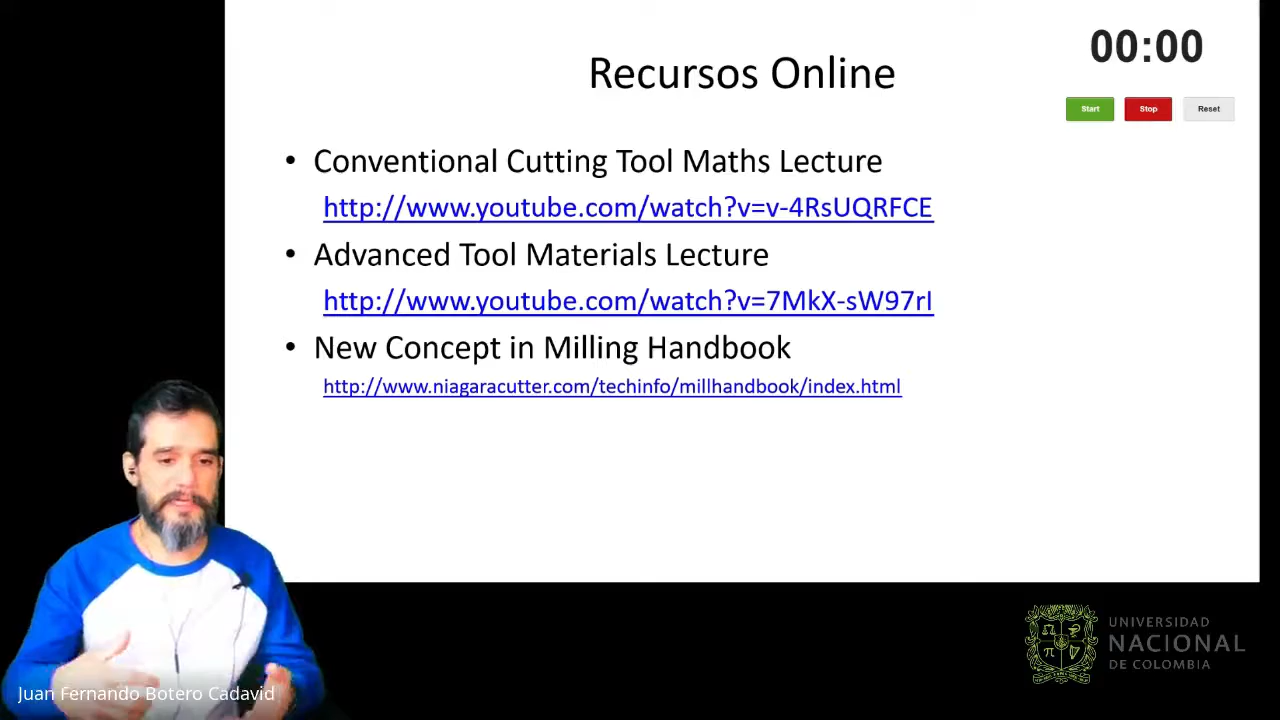 00:00
Recursos Online
Start Stop Reset
• Conventional Cutting Tool Maths Lecture
http://www.youtube.com/watch?v=v-4RsUQRFCE
• Advanced Tool Materials Lecture
http://www.youtube.com/watch?v=7MkX-sW97rI
• New Concept in Milling Handbook
http://www.niagaracutter.com/techinfo/millhandbook/index.html
UNIVERSIDAD
NACIONAL
DE COLOMBIA
Juan Fernando Botero Cadavid